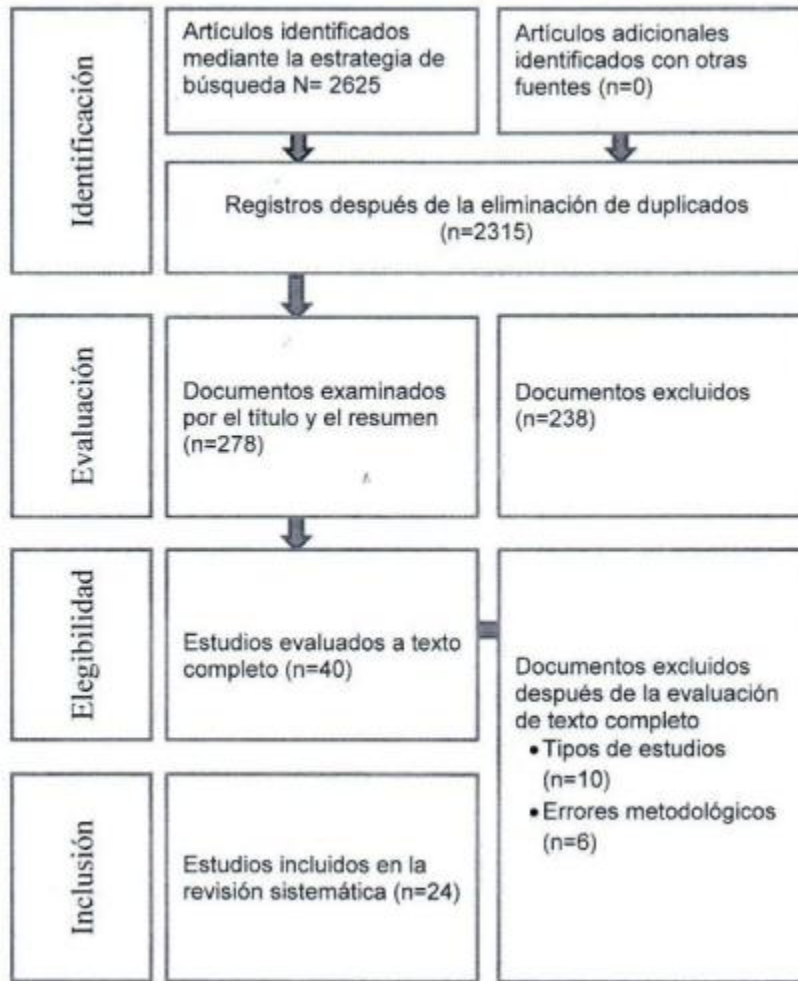 Identificación
Artículos identificados
mediante la estrategia de
búsqueda N= 2625
Artículos adicionales
identificados con otras
fuentes (n=0)
Registros después de la eliminación de duplicados
(n=2315)
Evaluación
Documentos examinados
por el título y el resumen
(n=278)
Documentos excluidos
(n=238)
Elegibilidad
Estudios evaluados a texto
completo (n=40)
Documentos excluidos
después de la evaluación
de texto completo
• Tipos de estudios
(n=10)
• Errores metodológicos
(n=6)
Inclusión
Estudios incluidos en la
revisión sistemática (n=24)